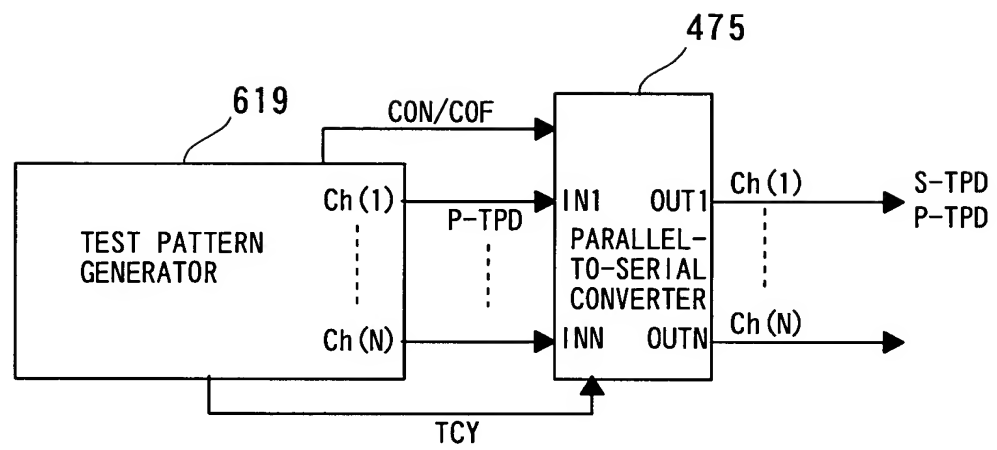 475
619
CON/COF
Ch(1)
P-TPD
IN1
OUT1
Ch(1)
S-TPD
P-TPD
TEST PATTERN
GENERATOR
PARALLEL-
TO-SERIAL
CONVERTER
Ch(N)
INN
OUTN
Ch(N)
TCY